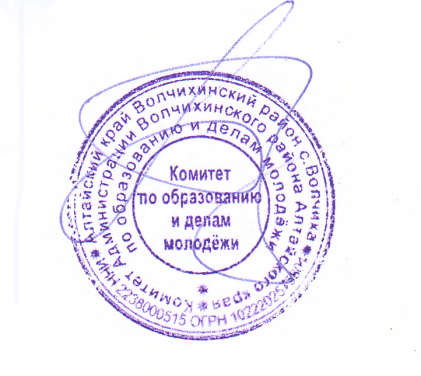 Алтайский край Волчихинский район с.Волчиха
Комитет Администрации Волчихинского района Алтайского края
по образованию и делам молодёжи
Комитет
по образованию
и делам
молодёжи
ИНН 2238000515 ОГРН 1022202